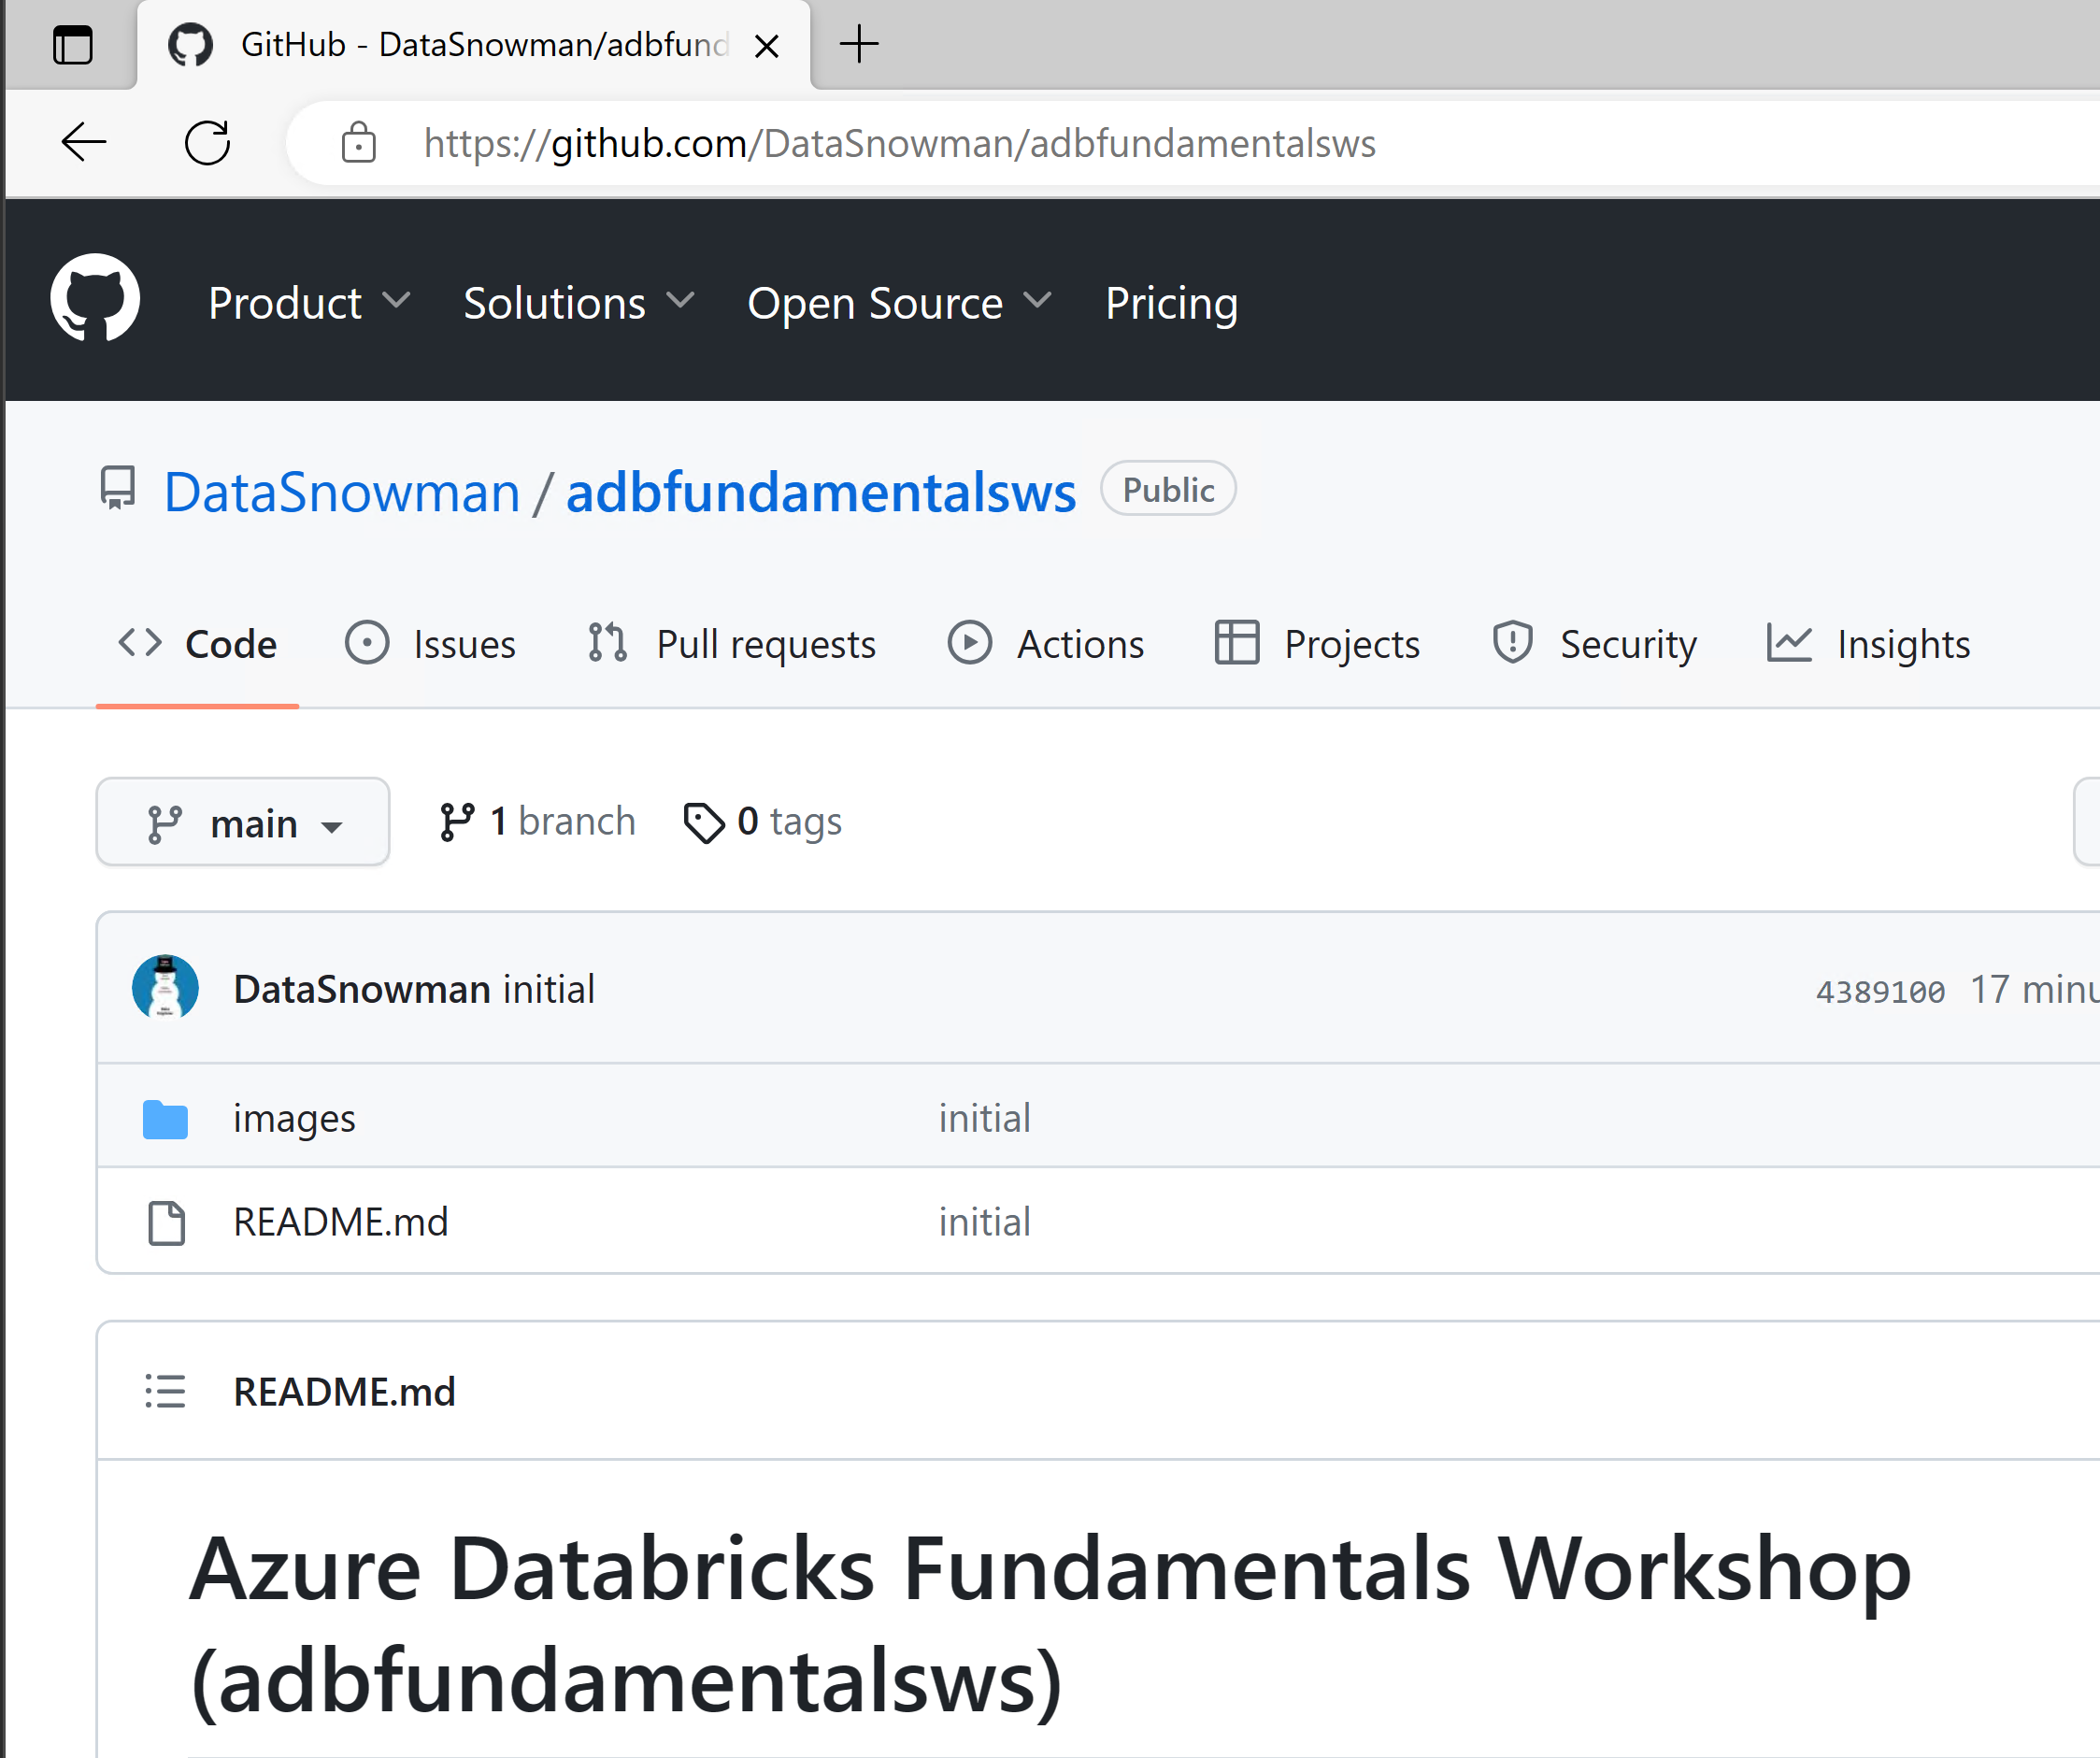 GitHub - DataSnowman/adbfund
https://github.com/DataSnowman/adbfundamentalsws
Product Solutions Open Source Pricing
DataSnowman / adbfundamentalsws Public
Code Issues Pull requests Actions Projects Security Insights
main 1 branch 0 tags
DataSnowman initial 4389100 17 minu
images initial
README.md initial
README.md
Azure Databricks Fundamentals Workshop
(adbfundamentalsws)